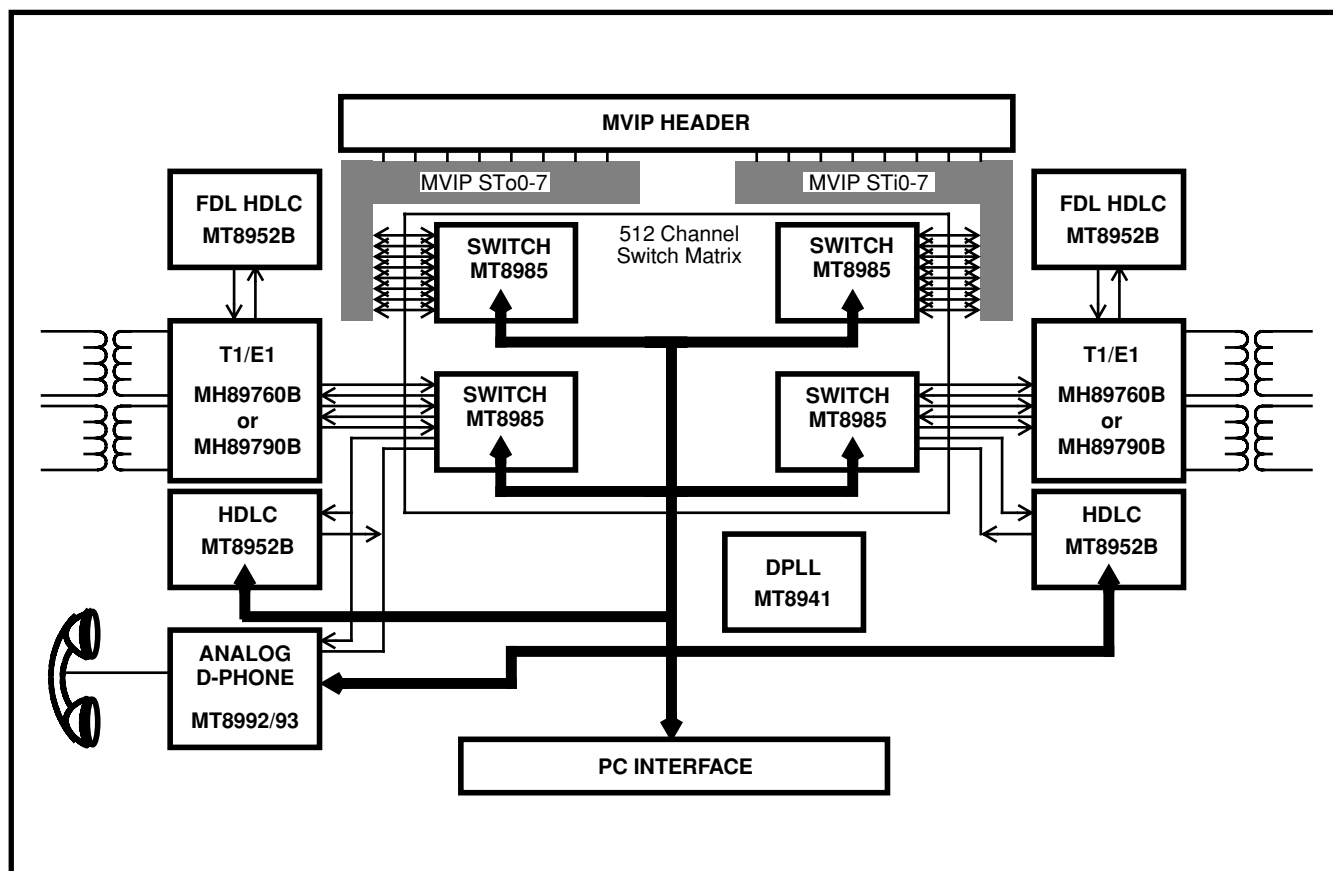 MVIP HEADER
MVIP STo0-7
MVIP STi0-7
FDL HDLC
MT8952B
FDL HDLC
MT8952B
SWITCH
MT8985
512 Channel
Switch Matrix
SWITCH
MT8985
T1/E1
MH89760B
or
MH89790B
SWITCH
MT8985
SWITCH
MT8985
T1/E1
MH89760B
or
MH89790B
HDLC
MT8952B
HDLC
MT8952B
DPLL
MT8941
ANALOG
D-PHONE
MT8992/93
PC INTERFACE